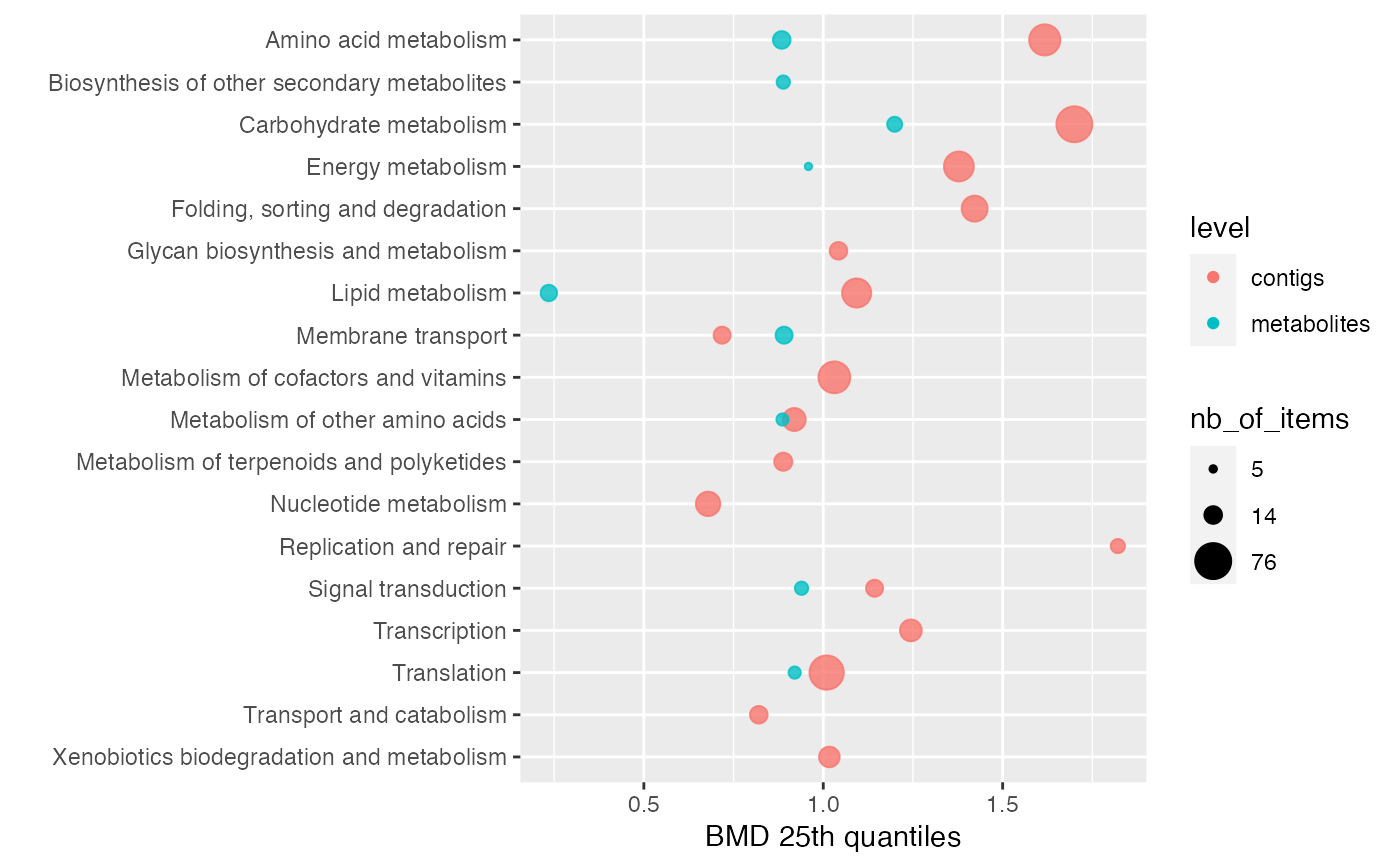 Amino acid metabolism
Biosynthesis of other secondary metabolites
Carbohydrate metabolism
Energy metabolism
Folding, sorting and degradation
Glycan biosynthesis and metabolism
Lipid metabolism
Membrane transport
Metabolism of cofactors and vitamins
Metabolism of other amino acids
Metabolism of terpenoids and polyketides
Nucleotide metabolism
Replication and repair
Signal transduction
Transcription
Translation
Transport and catabolism
Xenobiotics biodegradation and metabolism
0.5 1.0 1.5
BMD 25th quantiles
level
contigs
metabolites
nb_of_items
5
14
76